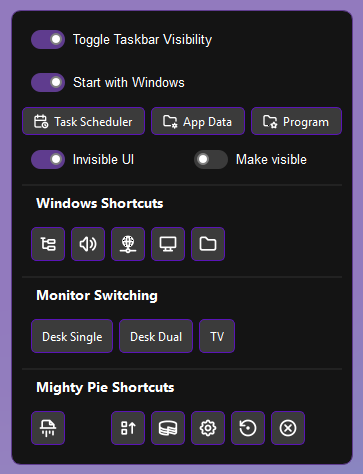 Toggle Taskbar Visibility
Start with Windows
Task Scheduler App Data Program
Invisible UI Make visible
Windows Shortcuts
Monitor Switching
Desk Single Desk Dual TV
Mighty Pie Shortcuts